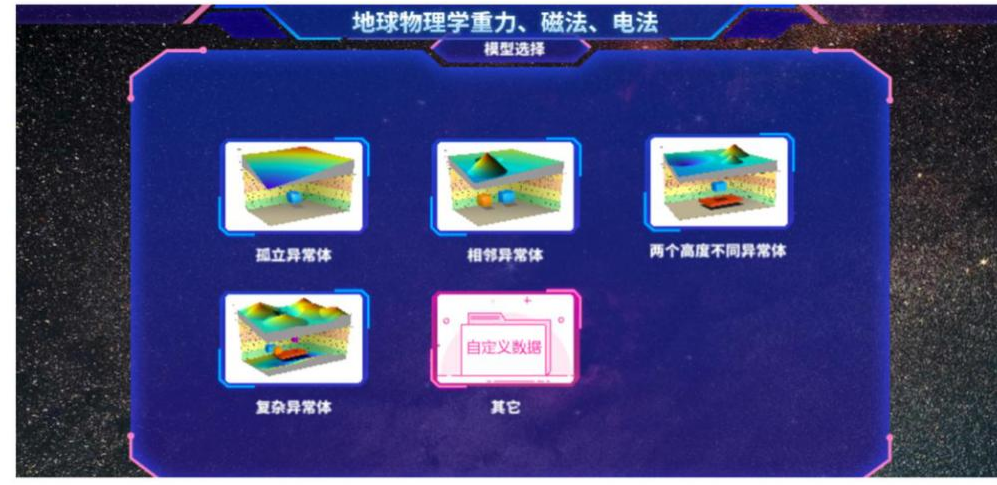 地球物理学重力、磁法、电法
模型选择
孤立异常体
相邻异常体
两个高度不同异常体
复杂异常体
自定义数据
其它